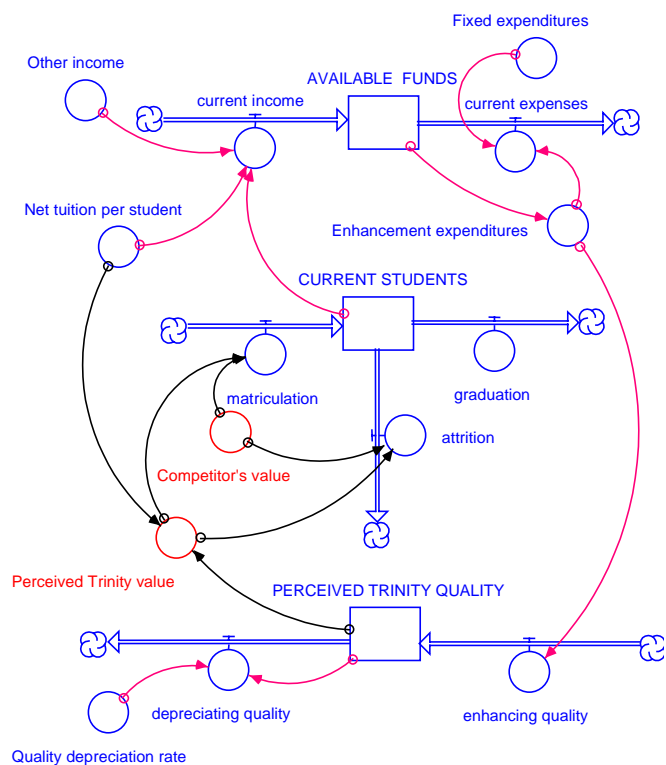 Fixed expenditures
Other income
AVAILABLE FUNDS
current income
current expenses
Net tuition per student
Enhancement expenditures
CURRENT STUDENTS
matriculation
graduation
attrition
Competitor's value
Perceived Trinity value
PERCEIVED TRINITY QUALITY
depreciating quality
enhancing quality
Quality depreciation rate